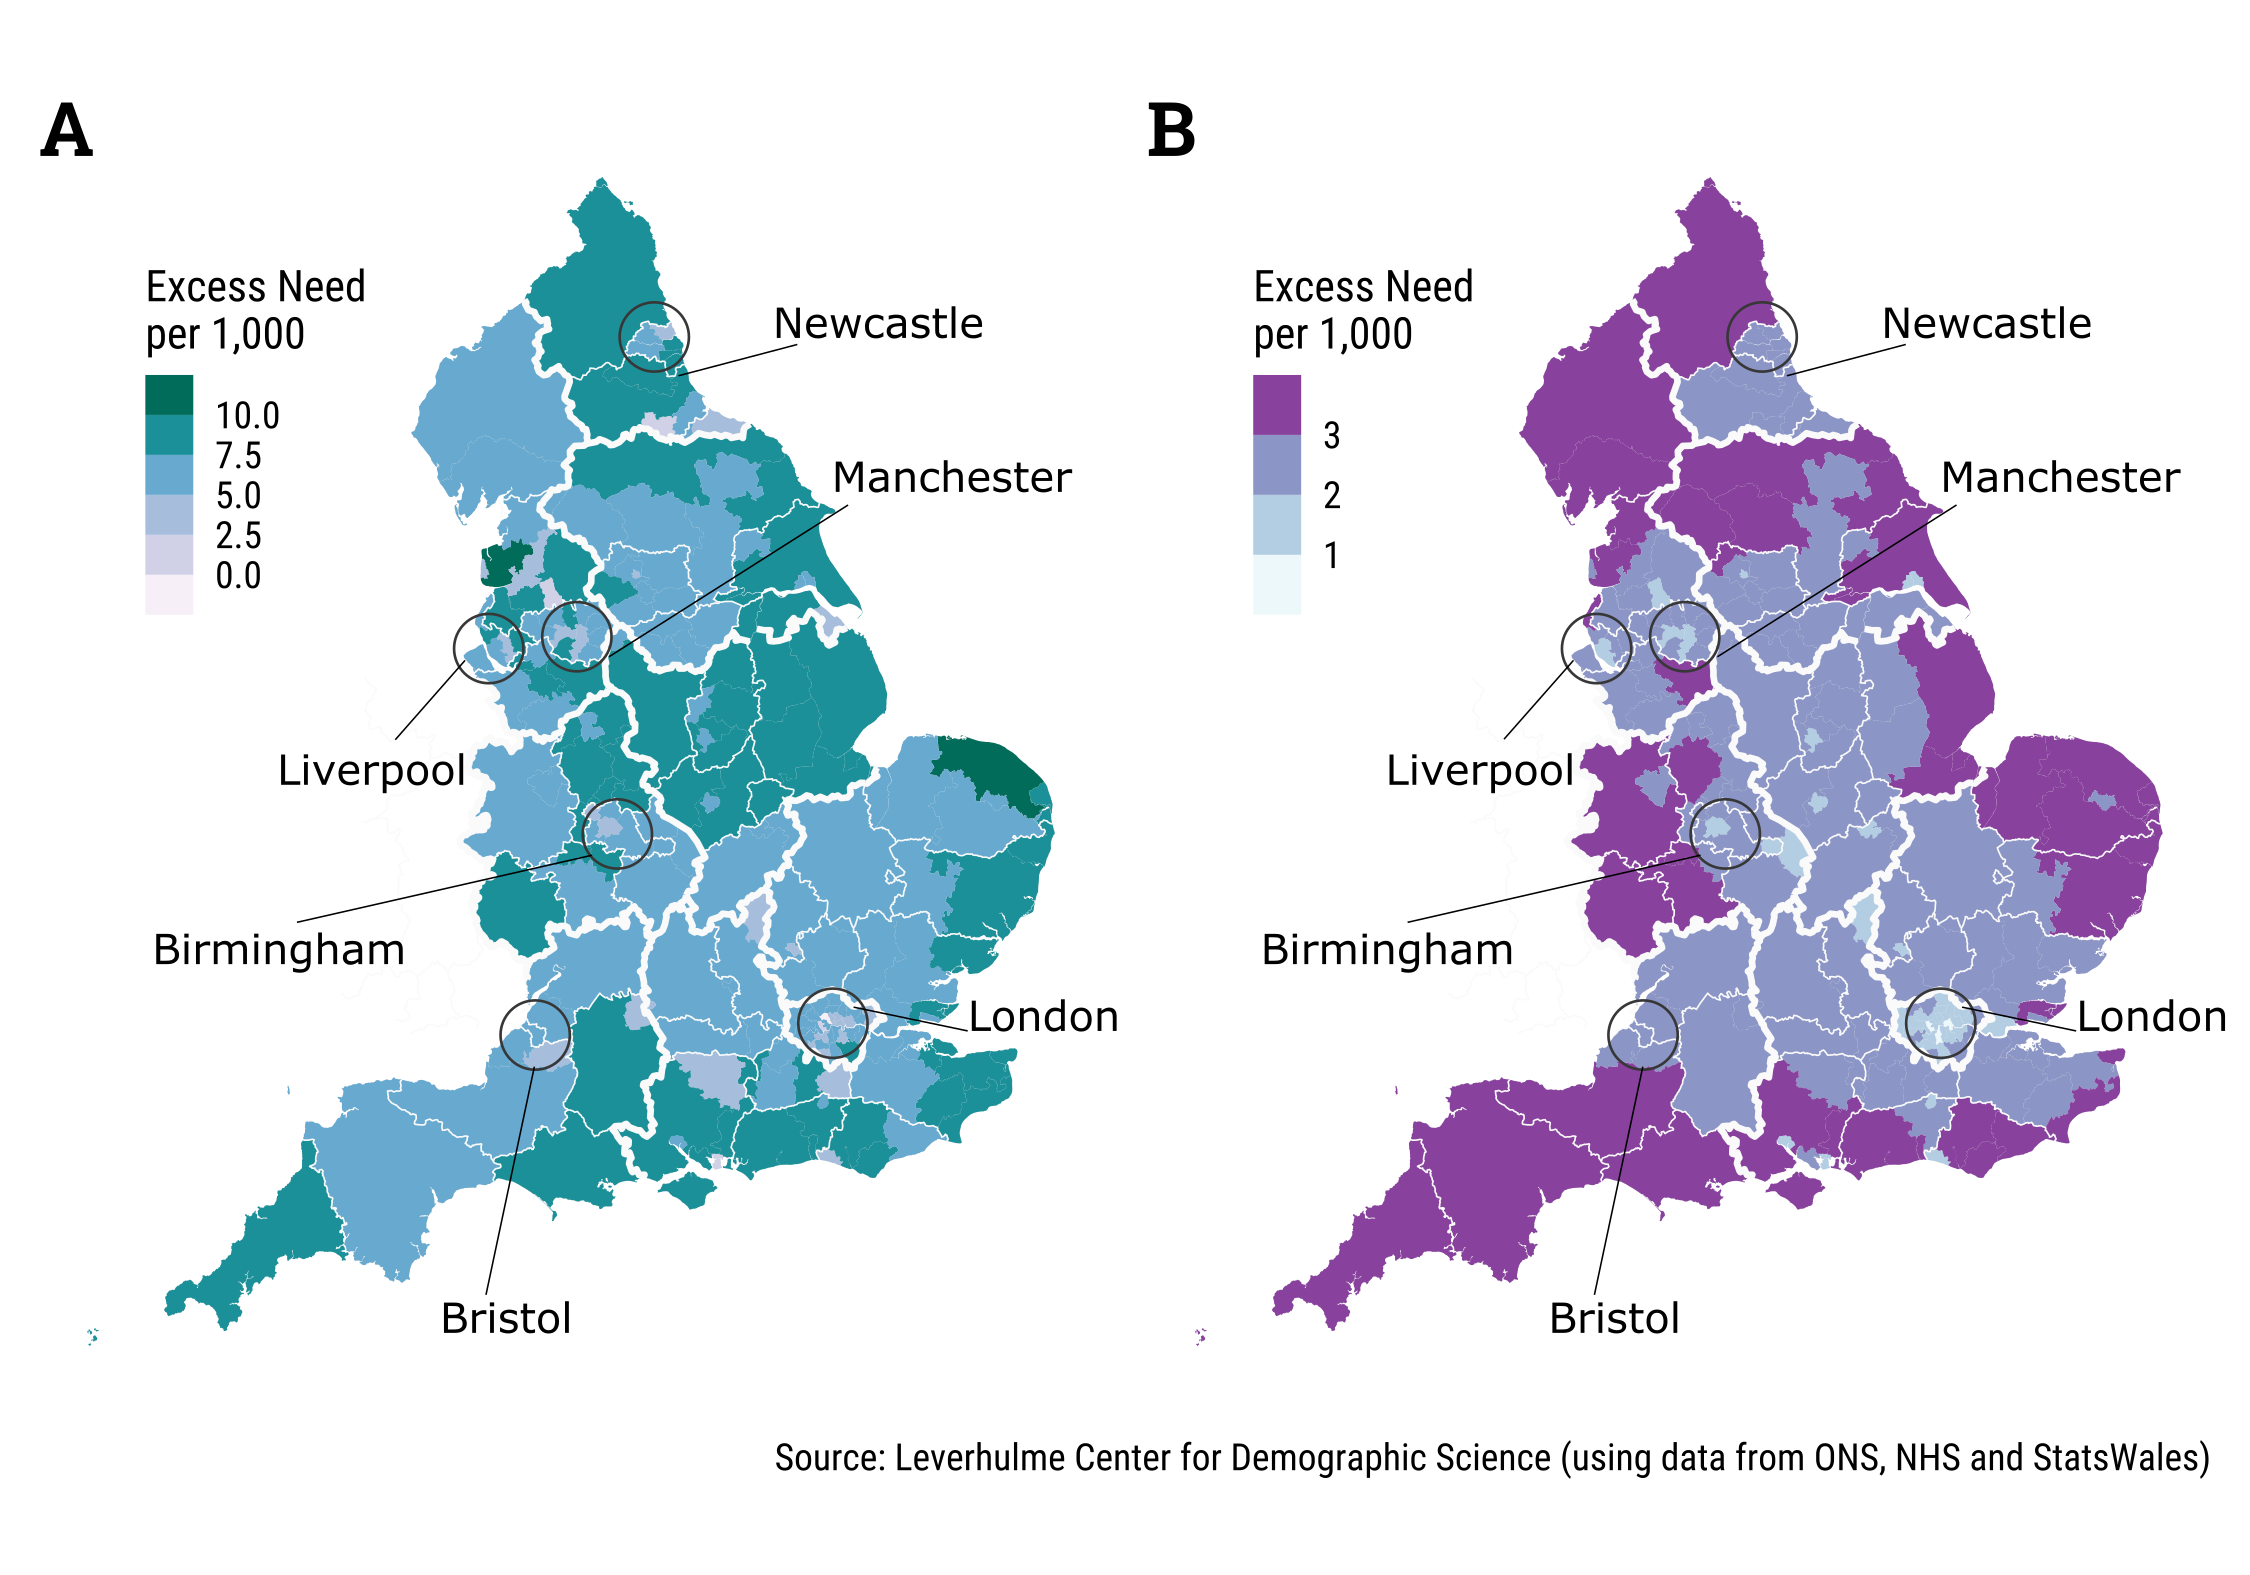 A
Excess Need
per 1,000
10.0
7.5
5.0
2.5
0.0
Newcastle
Manchester
Liverpool
Birmingham
London
Bristol
B
Excess Need
per 1,000
3
2
1
Newcastle
Manchester
Liverpool
Birmingham
London
Bristol
Source: Leverhulme Center for Demographic Science (using data from ONS, NHS and StatsWales)